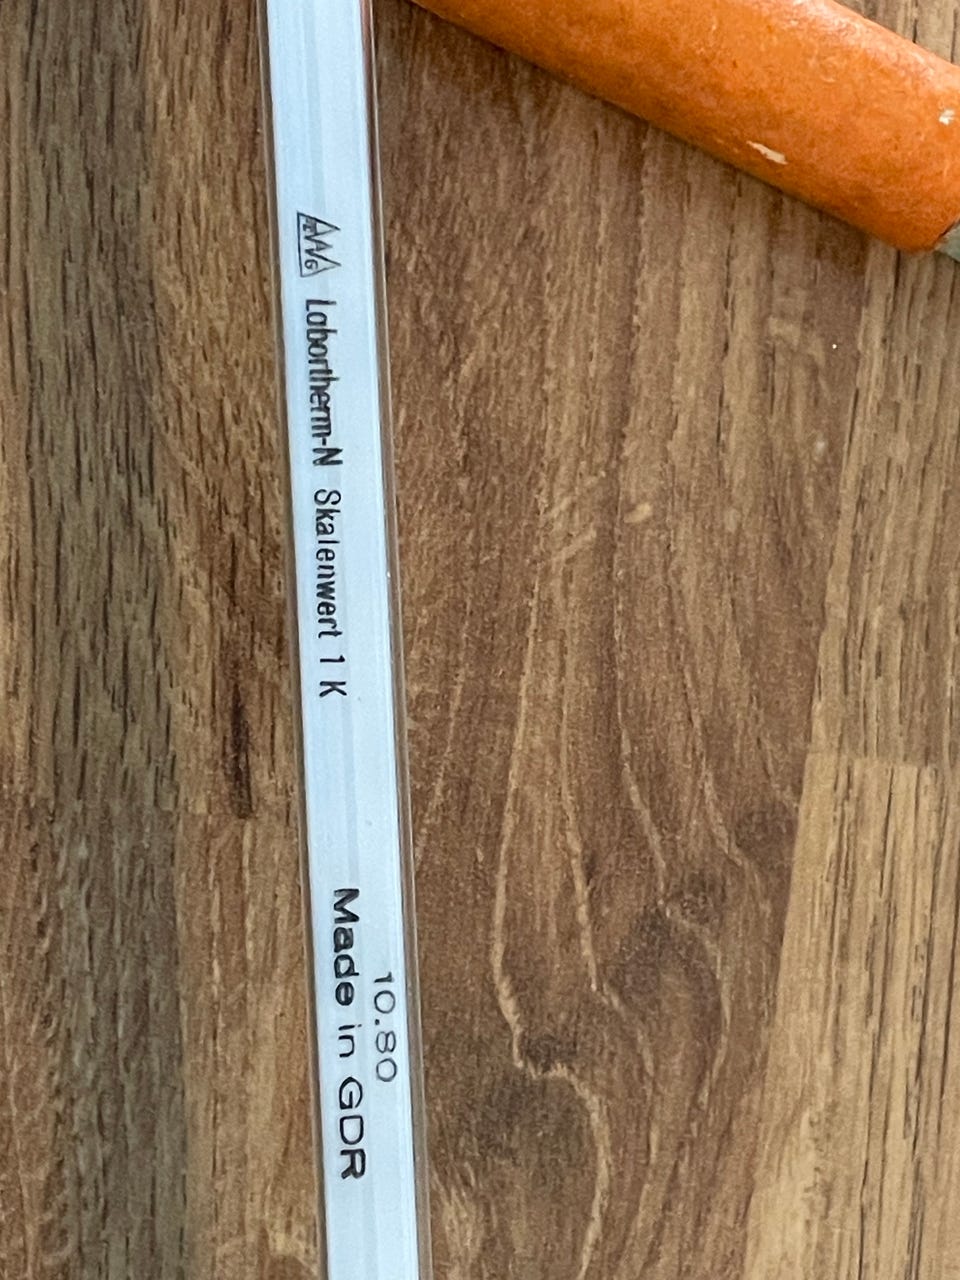 Labortherm-N Skalenwert 1 K
10.80
Made in GDR